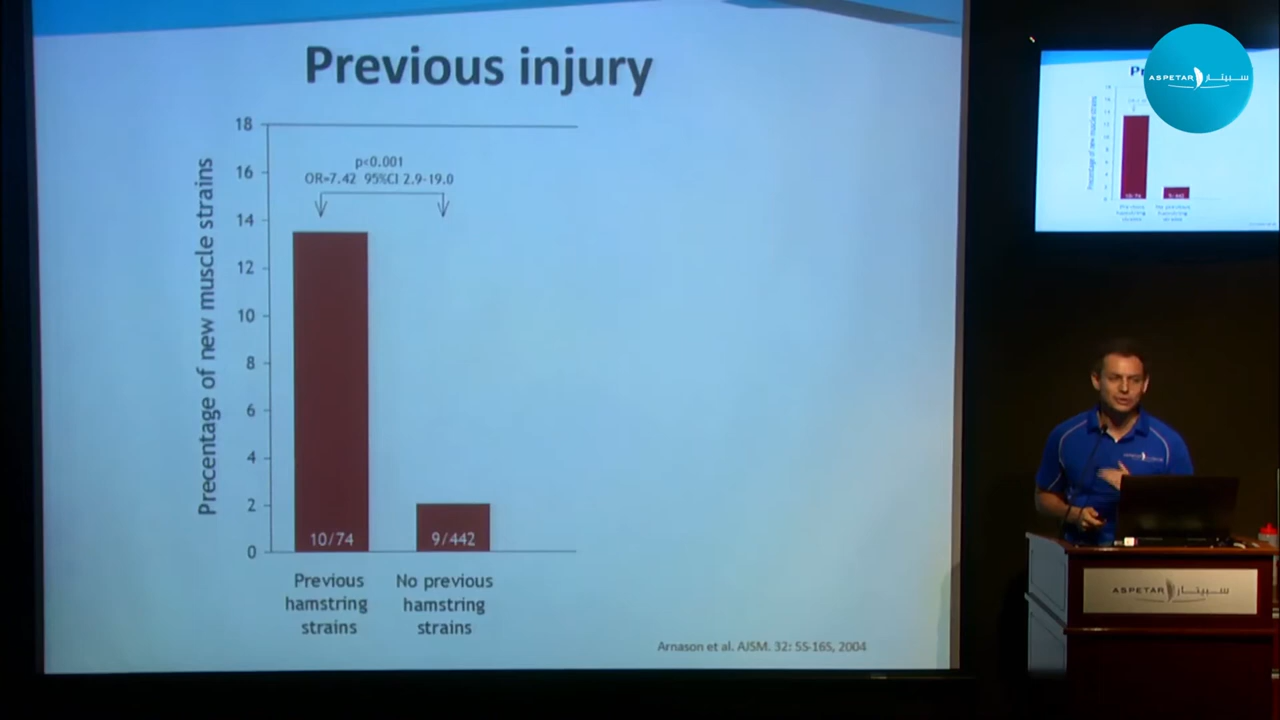 Previous injury
18
16
14
12
10
8
6
4
2
0
Precentage of new muscle strains
p<0.001
OR=7.42 95%CI 2.9-19.0
10/74
9/442
Previous
hamstring
strains
No previous
hamstring
strains
Arnason et al. AJSM. 32: 5S-16S, 2004
ASPETAR سبيتار
ASPETAR سبيتار